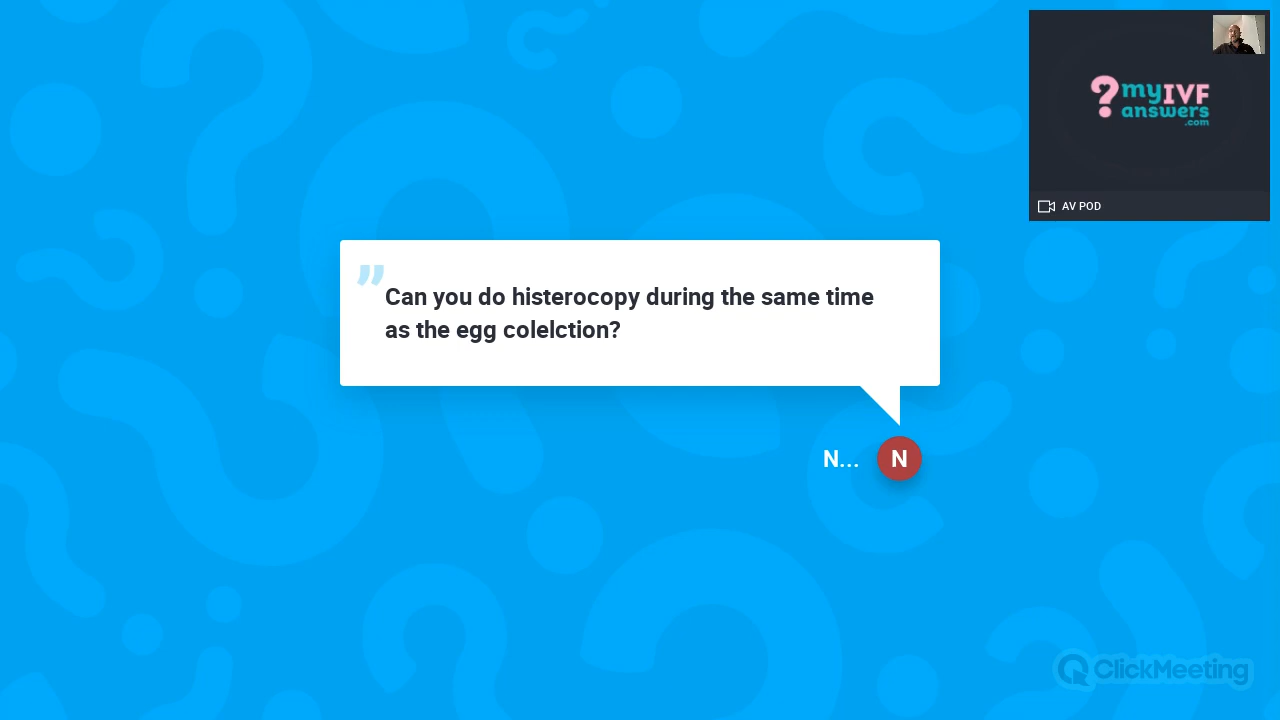 myIVF
answers
.com
AV POD
Can you do histerocopy during the same time
as the egg colelction?
N...
N
ClickMeeting